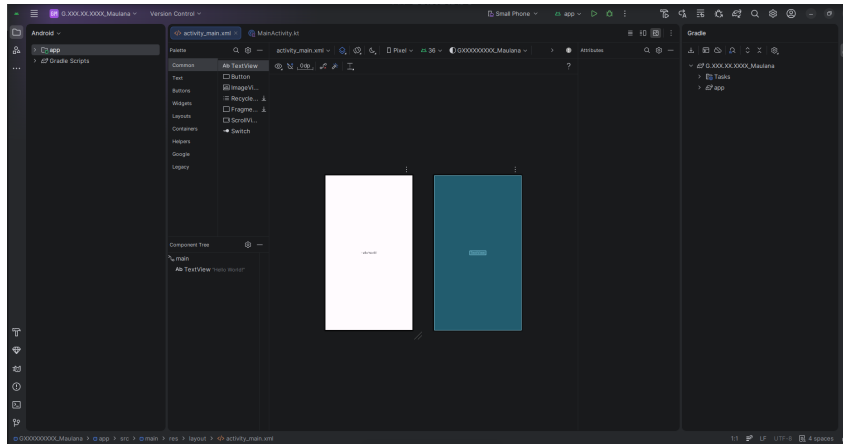 G.XXX.XX.XXXX_Maulana
Version Control
Small Phone
app
Android
activity_main.xml
MainActivity.kt
Gradle
app
Gradle Scripts
Palette
activity_main.xml
Pixel
36
GXXXXXXXXX_Maulana
Attributes
Common
Text
Buttons
Widgets
Layouts
Containers
Helpers
Google
Legacy
Ab TextView
Button
ImageVi...
Recycle...
Fragme...
ScrollVi...
Switch
0dp
?
G.XXX.XX.XXXX_Maulana
Tasks
app
Component Tree
main
Ab TextView "Hello World!"
GXXXXXXXXX_Maulana > app > src > main > res > layout > activity_main.xml
1:1 LF UTF-8 4 spaces